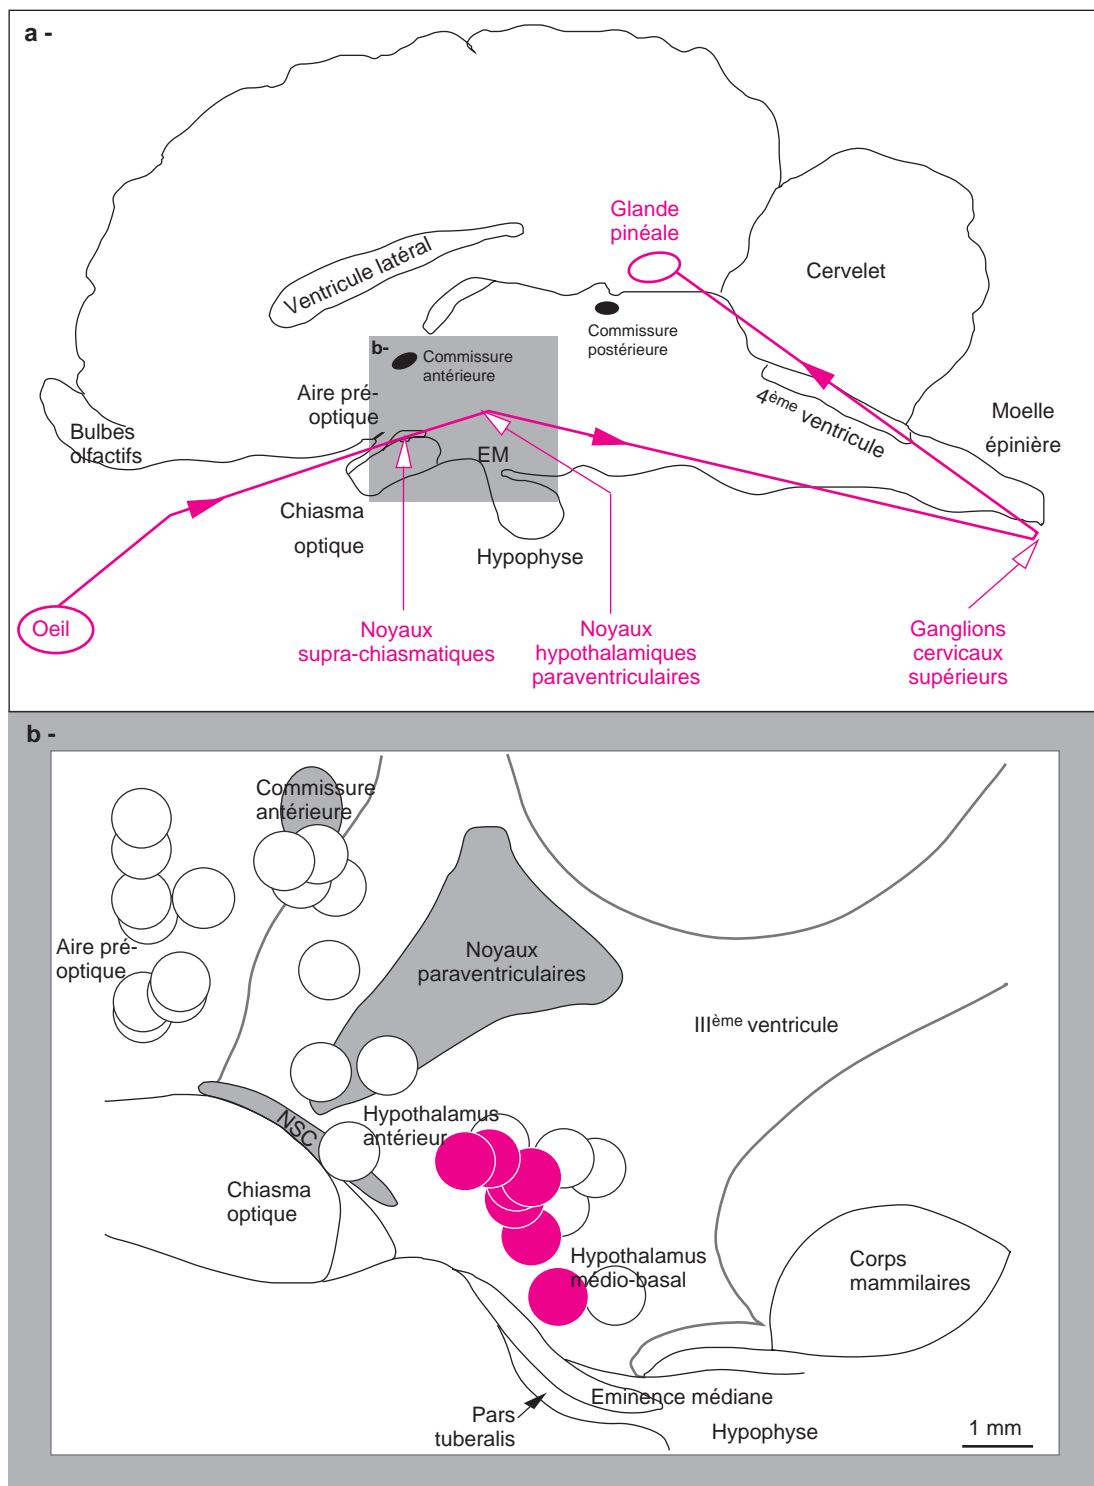 a -
Glande
pinéale
Cervelet
Ventricule latéral
Commissure
postérieure
b-
Commissure
antérieure
Aire pré-
optique
4ème ventricule
Moelle
épinière
Bulbes
olfactifs
EM
Chiasma
optique
Hypophyse
Oeil
Noyaux
supra-chiasmatiques
Noyaux
hypothalamiques
paraventriculaires
Ganglions
cervicaux
supérieurs
b -
Commissure
antérieure
Aire pré-
optique
Noyaux
paraventriculaires
IIIème ventricule
NSC
Hypothalamus
antérieur
Chiasma
optique
Hypothalamus
médio-basal
Corps
mammilaires
Eminence médiane
Pars
tuberalis
Hypophyse
1 mm